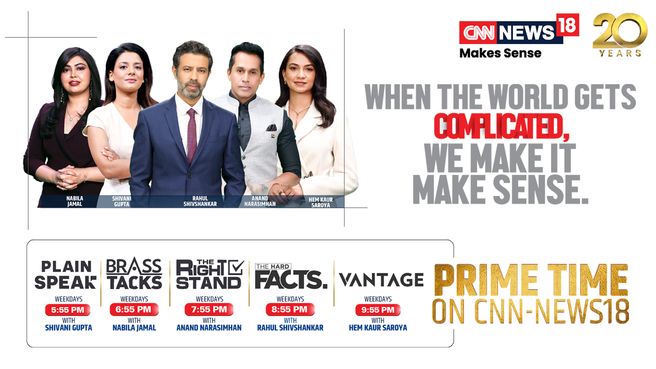 CNN NEWS 18
Makes Sense
20
YEARS
WHEN THE WORLD GETS
COMPLICATED,
WE MAKE IT
MAKE SENSE.
NABILA
JAMAL
SHIVANI
GUPTA
RAHUL
SHIVSHANKAR
ANAND
NARASIMHAN
HEM KAUR
SAROYA
PLAIN
SPEAK
WEEKDAYS
5:55 PM
WITH
SHIVANI GUPTA
BRASS
TACKS
WEEKDAYS
6:55 PM
WITH
NABILA JAMAL
THE
RIGHT
STAND
WEEKDAYS
7:55 PM
WITH
ANAND NARASIMHAN
THE HARD
FACTS.
WEEKDAYS
8:55 PM
WITH
RAHUL SHIVSHANKAR
VANTAGE
WEEKDAYS
9:55 PM
WITH
HEM KAUR SAROYA
PRIME TIME
ON CNN-NEWS18